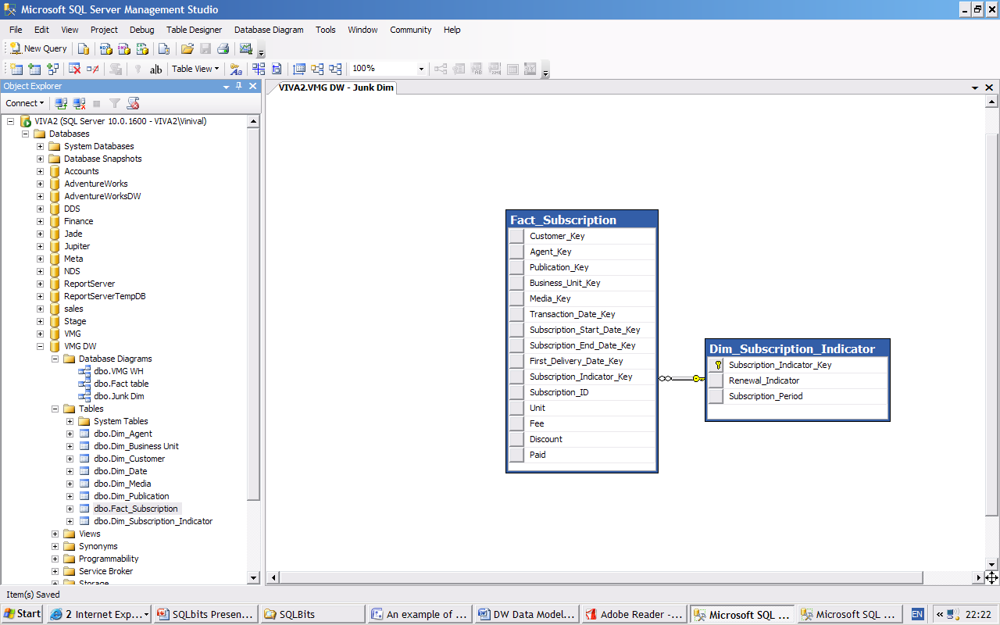 Microsoft SQL Server Management Studio
File Edit View Project Debug Table Designer Database Diagram Tools Window Community Help
New Query
Table View 100%
Object Explorer
VIVA2.VMG DW - Junk Dim
Connect
VIVA2 (SQL Server 10.0.1600 - VIVA2\Vinival)
Databases
System Databases
Database Snapshots
Accounts
AdventureWorks
AdventureWorksDW
DDS
Finance
Jade
Jupiter
Meta
NDS
ReportServer
ReportServerTempDB
sales
Stage
VMG
VMG DW
Database Diagrams
dbo.VMG WH
dbo.Fact table
dbo.Junk Dim
Tables
System Tables
dbo.Dim_Agent
dbo.Dim_Business Unit
dbo.Dim_Customer
dbo.Dim_Date
dbo.Dim_Media
dbo.Dim_Publication
dbo.Fact_Subscription
dbo.Dim_Subscription_Indicator
Views
Synonyms
Programmability
Service Broker
Storage
Fact_Subscription
Customer_Key
Agent_Key
Publication_Key
Business_Unit_Key
Media_Key
Transaction_Date_Key
Subscription_Start_Date_Key
Subscription_End_Date_Key
First_Delivery_Date_Key
Subscription_Indicator_Key
Subscription_ID
Unit
Fee
Discount
Paid
Dim_Subscription_Indicator
Subscription_Indicator_Key
Renewal_Indicator
Subscription_Period
Item(s) Saved
Start 2 Internet Exp... SQLbits Presen... SQLBits An example of ... DW Data Model... Adobe Reader -... Microsoft SQL ... Microsoft SQL ... EN « 22:22